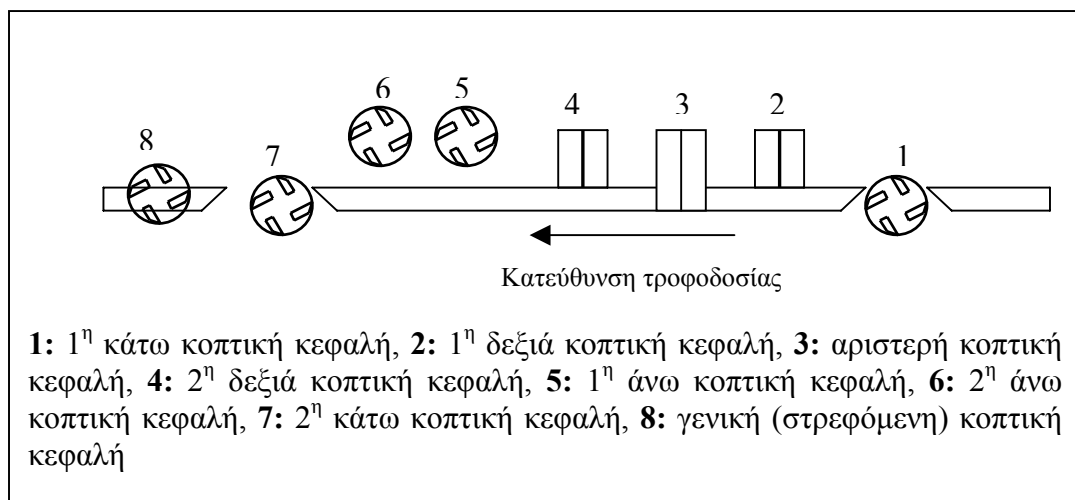 6 5 4 3 2
8 7 1
Κατεύθυνση τροφοδοσίας
1: 1η κάτω κοπτική κεφαλή, 2: 1η δεξιά κοπτική κεφαλή, 3: αριστερή κοπτική
κεφαλή, 4: 2η δεξιά κοπτική κεφαλή, 5: 1η άνω κοπτική κεφαλή, 6: 2η άνω
κοπτική κεφαλή, 7: 2η κάτω κοπτική κεφαλή, 8: γενική (στρεφόμενη) κοπτική
κεφαλή